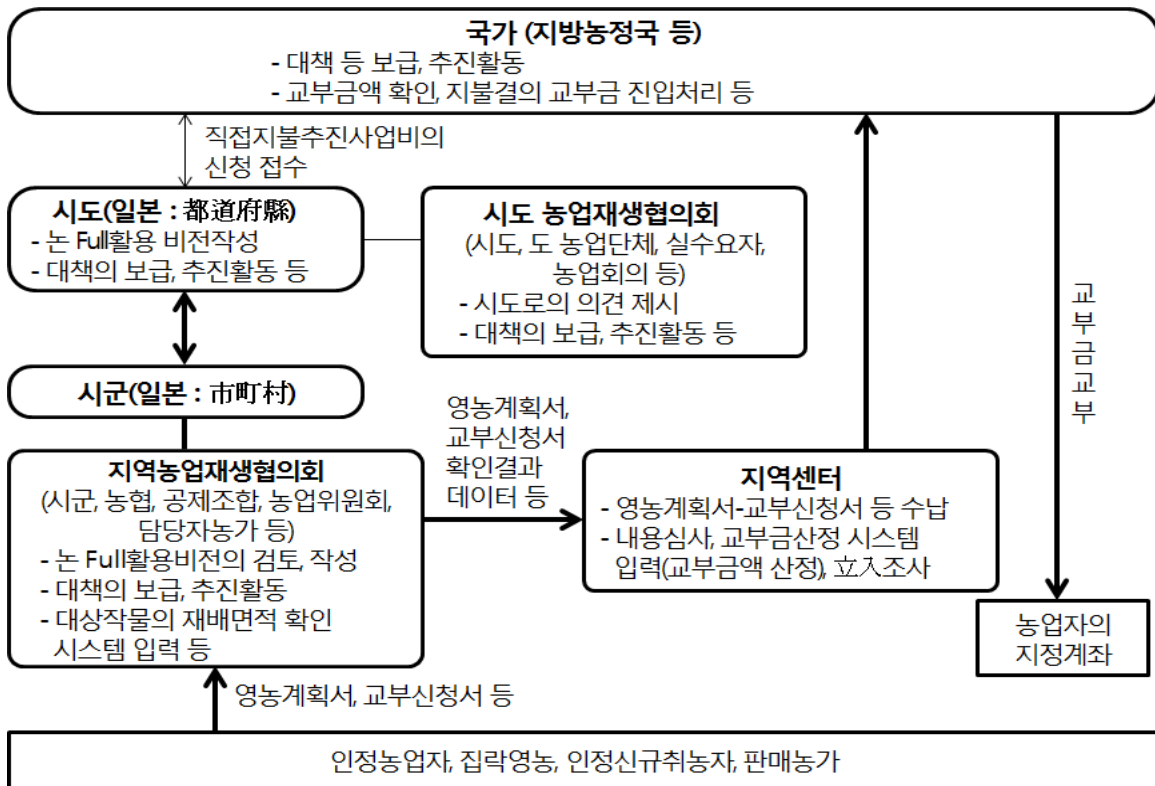 국가 (지방농정국 등)
- 대책 등 보급, 추진활동
- 교부금액 확인, 지불결의 교부금 진입처리 등
직접지불추진사업비의
신청 접수
시도(일본 : 都道府縣)
- 논 Full활용 비전작성
- 대책의 보급, 추진활동 등
시도 농업재생협의회
(시도, 도 농업단체, 실수요자,
농업회의 등)
- 시도로의 의견 제시
- 대책의 보급, 추진활동 등
교부금교부
시군(일본 : 市町村)
영농계획서,
교부신청서
확인결과
데이터 등
지역농업재생협의회
(시군, 농협, 공제조합, 농업위원회,
담당자농가 등)
- 논 Full활용비전의 검토, 작성
- 대책의 보급, 추진활동
- 대상작물의 재배면적 확인
시스템 입력 등
지역센터
- 영농계획서-교부신청서 등 수납
- 내용심사, 교부금산정 시스템
입력(교부금액 산정), 立入조사
농업자의
지정계좌
영농계획서, 교부신청서 등
인정농업자, 집락영농, 인정신규취농자, 판매농가